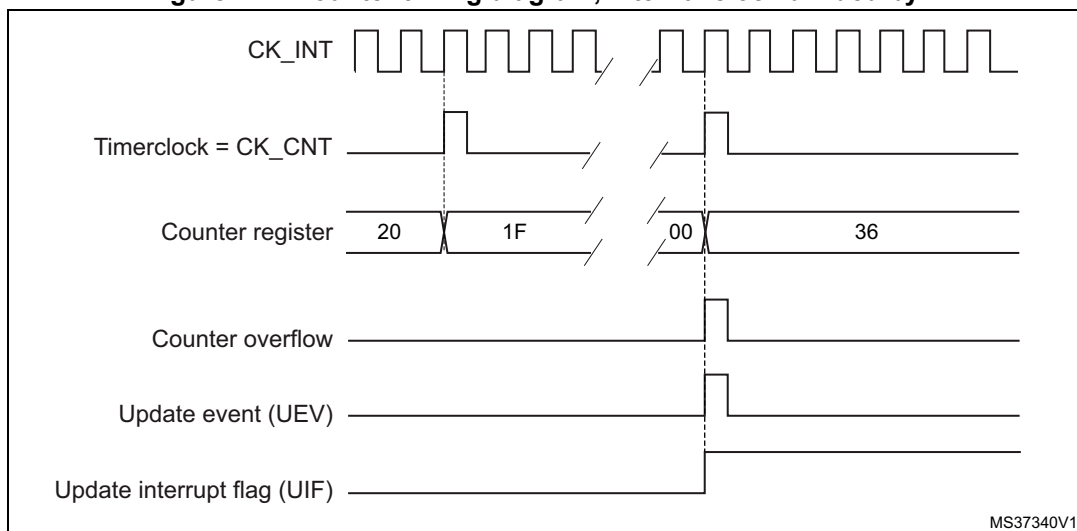 CK_INT
Timerclock = CK_CNT
Counter register 20 1F 00 36
Counter overflow
Update event (UEV)
Update interrupt flag (UIF)
MS37340V1